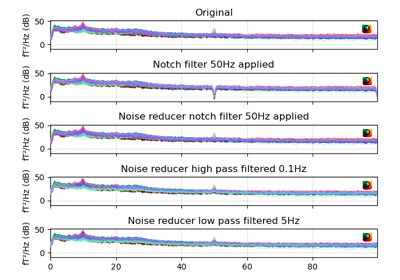 Original
fT²/Hz (dB)
50
0
Notch filter 50Hz applied
fT²/Hz (dB)
50
0
Noise reducer notch filter 50Hz applied
fT²/Hz (dB)
50
0
Noise reducer high pass filtered 0.1Hz
fT²/Hz (dB)
50
0
Noise reducer low pass filtered 5Hz
fT²/Hz (dB)
50
0
0 20 40 60 80